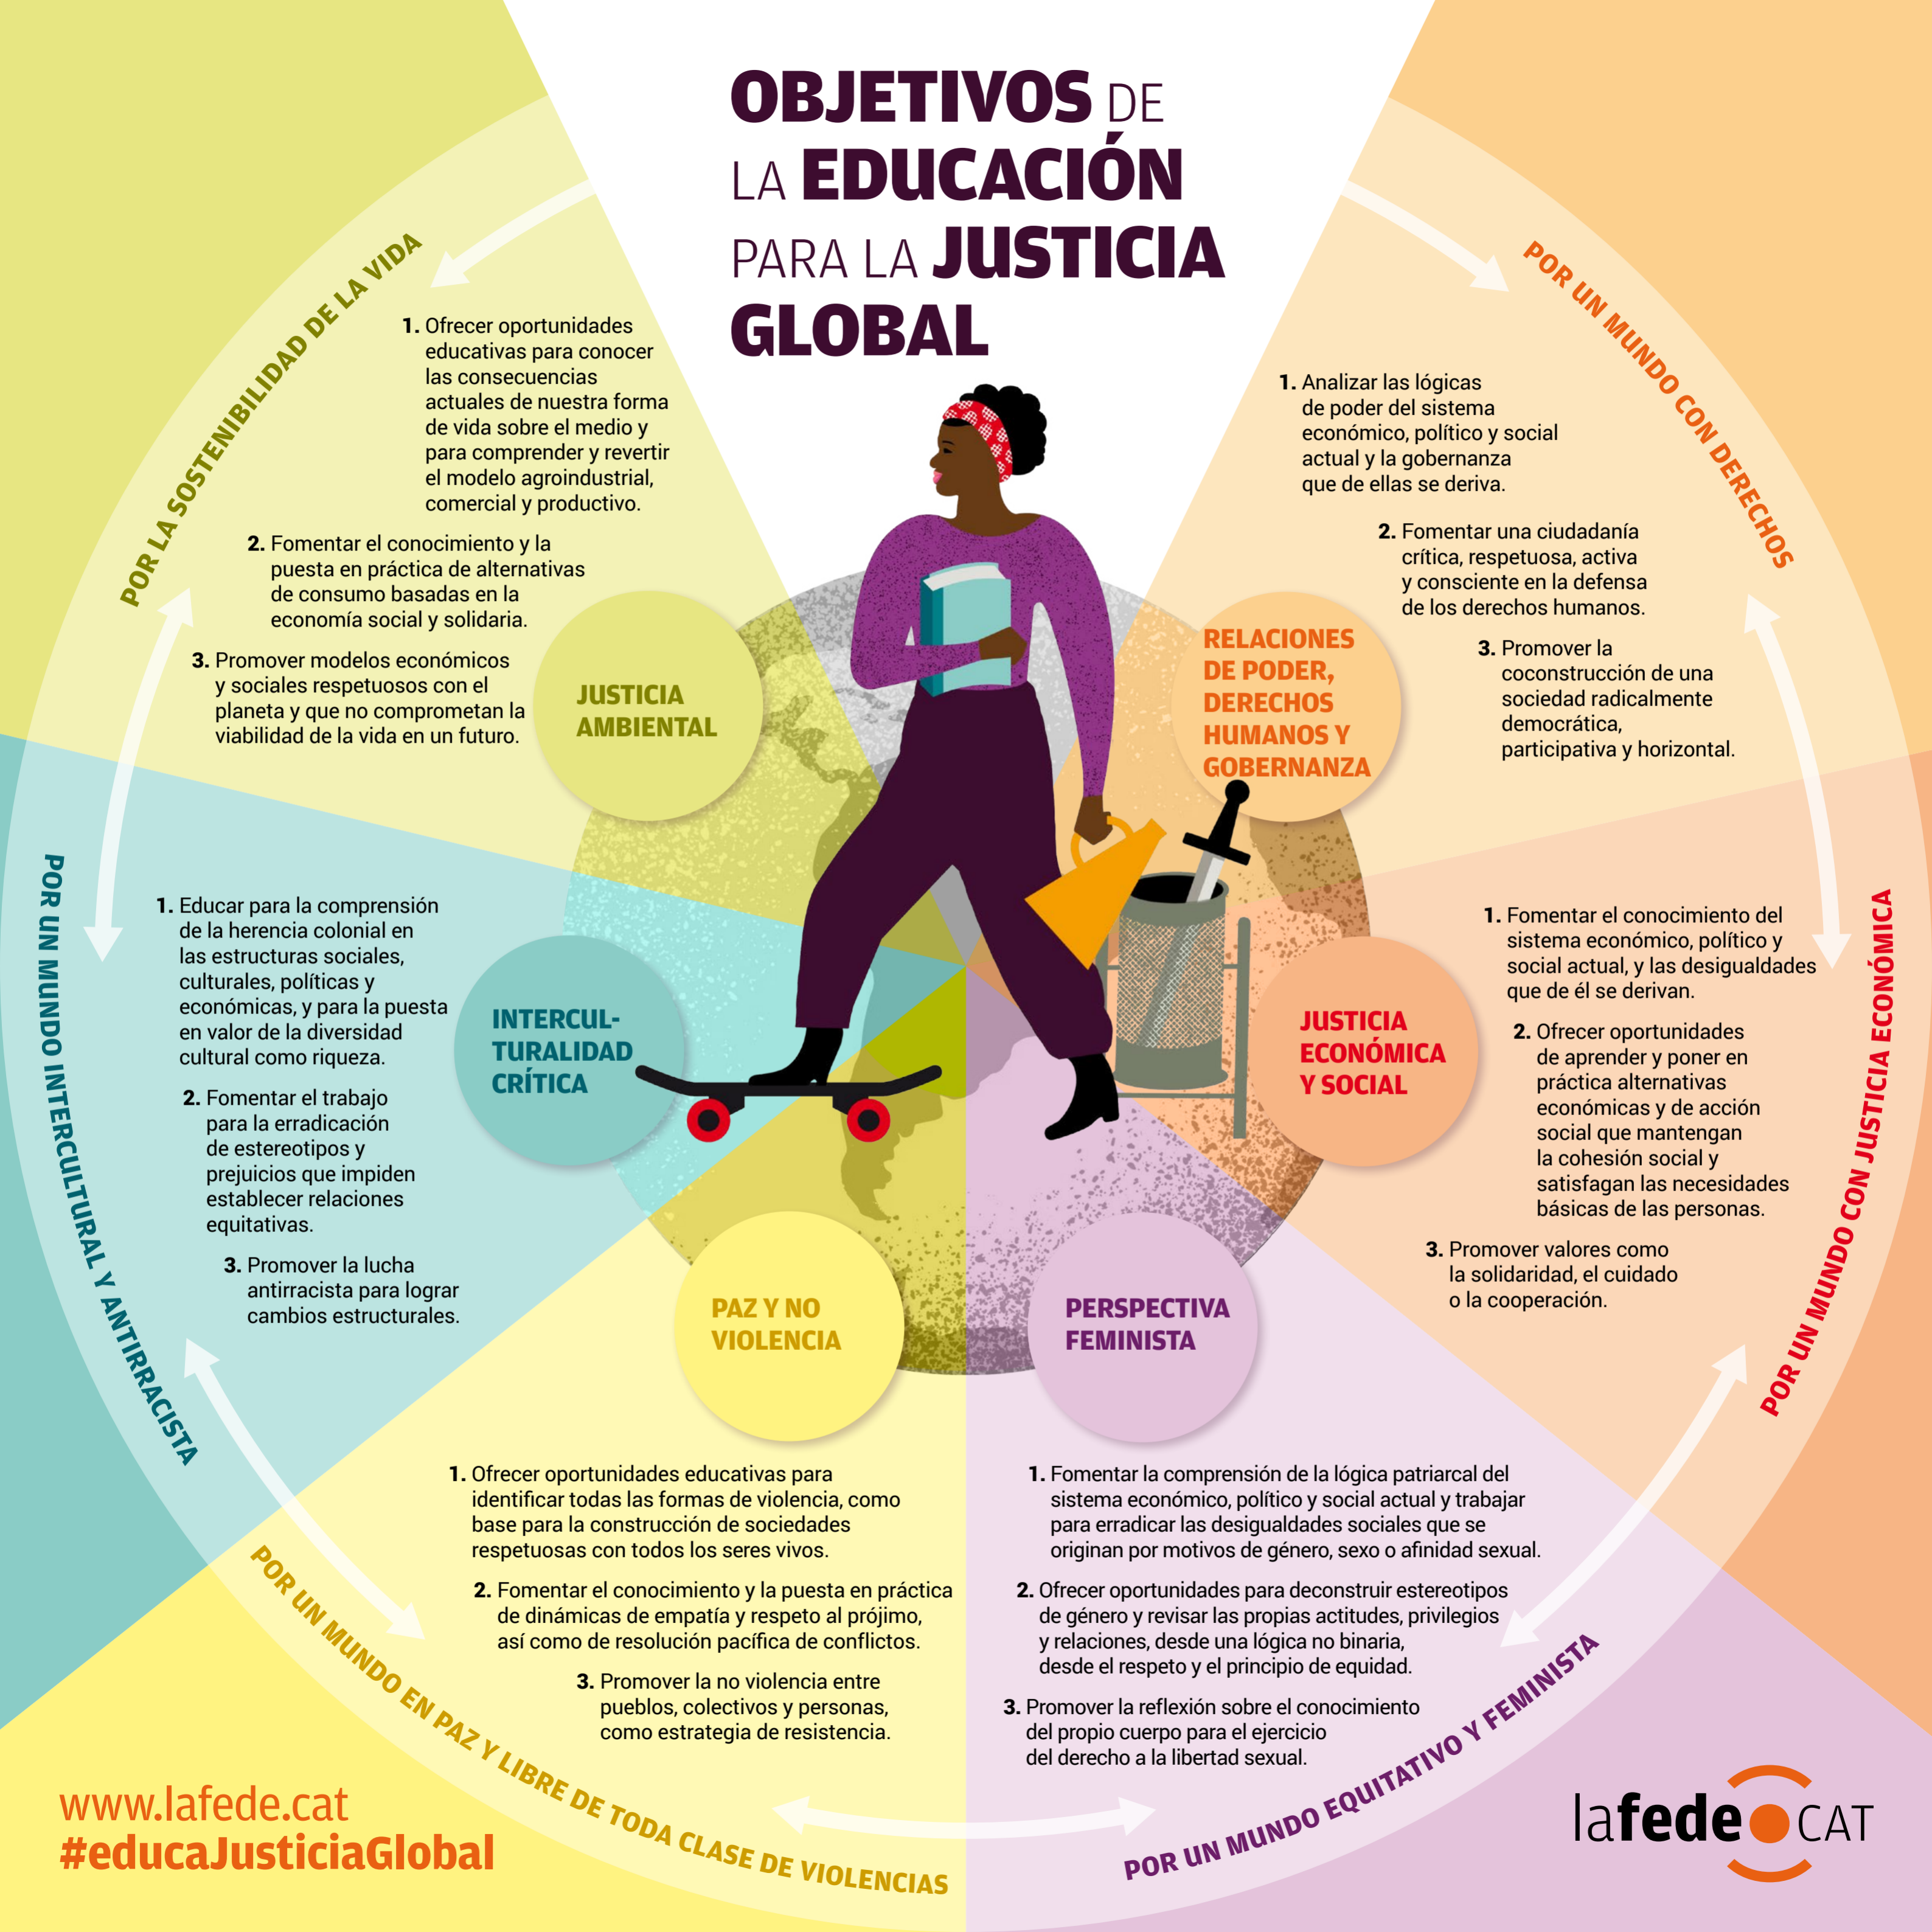 OBJETIVOS DE
LA EDUCACIÓN
PARA LA JUSTICIA
GLOBAL
POR LA SOSTENIBILIDAD DE LA VIDA
1. Ofrecer oportunidades
educativas para conocer
las consecuencias
actuales de nuestra forma
de vida sobre el medio y
para comprender y revertir
el modelo agroindustrial,
comercial y productivo.
2. Fomentar el conocimiento y la
puesta en práctica de alternativas
de consumo basadas en la
economía social y solidaria.
3. Promover modelos económicos
y sociales respetuosos con el
planeta y que no comprometan la
viabilidad de la vida en un futuro.
JUSTICIA
AMBIENTAL
POR UN MUNDO CON DERECHOS
1. Analizar las lógicas
de poder del sistema
económico, político y social
actual y la gobernanza
que de ellas se deriva.
2. Fomentar una ciudadanía
crítica, respetuosa, activa
y consciente en la defensa
de los derechos humanos.
3. Promover la
coconstrucción de una
sociedad radicalmente
democrática,
participativa y horizontal.
RELACIONES
DE PODER,
DERECHOS
HUMANOS Y
GOBERNANZA
POR UN MUNDO INTERCULTURAL Y ANTIRRACISTA
1. Educar para la comprensión
de la herencia colonial en
las estructuras sociales,
culturales, políticas y
económicas, y para la puesta
en valor de la diversidad
cultural como riqueza.
2. Fomentar el trabajo
para la erradicación
de estereotipos y
prejuicios que impiden
establecer relaciones
equitativas.
3. Promover la lucha
antirracista para lograr
cambios estructurales.
INTERCUL-
TURALIDAD
CRÍTICA
POR UN MUNDO CON JUSTICIA ECONÓMICA
1. Fomentar el conocimiento del
sistema económico, político y
social actual, y las desigualdades
que de él se derivan.
2. Ofrecer oportunidades
de aprender y poner en
práctica alternativas
económicas y de acción
social que mantengan
la cohesión social y
satisfagan las necesidades
básicas de las personas.
3. Promover valores como
la solidaridad, el cuidado
o la cooperación.
JUSTICIA
ECONÓMICA
Y SOCIAL
PAZ Y NO
VIOLENCIA
1. Ofrecer oportunidades educativas para
identificar todas las formas de violencia, como
base para la construcción de sociedades
respetuosas con todos los seres vivos.
2. Fomentar el conocimiento y la puesta en práctica
de dinámicas de empatía y respeto al prójimo,
así como de resolución pacífica de conflictos.
3. Promover la no violencia entre
pueblos, colectivos y personas,
como estrategia de resistencia.
POR UN MUNDO EN PAZ Y LIBRE DE TODA CLASE DE VIOLENCIAS
PERSPECTIVA
FEMINISTA
1. Fomentar la comprensión de la lógica patriarcal del
sistema económico, político y social actual y trabajar
para erradicar las desigualdades sociales que se
originan por motivos de género, sexo o afinidad sexual.
2. Ofrecer oportunidades para deconstruir estereotipos
de género y revisar las propias actitudes, privilegios
y relaciones, desde una lógica no binaria,
desde el respeto y el principio de equidad.
3. Promover la reflexión sobre el conocimiento
del propio cuerpo para el ejercicio
del derecho a la libertad sexual.
POR UN MUNDO EQUITATIVO Y FEMINISTA
www.lafede.cat
#educaJusticiaGlobal
lafede CAT